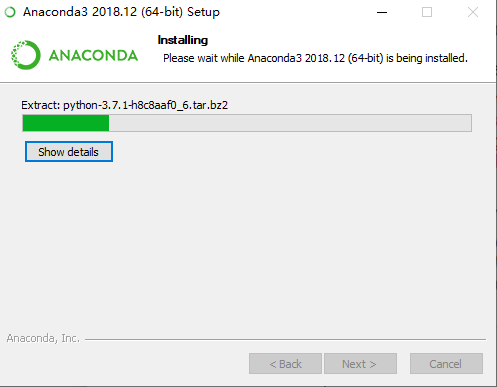 Anaconda3 2018.12 (64-bit) Setup
Installing
Please wait while Anaconda3 2018.12 (64-bit) is being installed.
ANACONDA
Extract: python-3.7.1-h8c8aaf0_6.tar.bz2
Show details
Anaconda, Inc.
< Back
Next >
Cancel